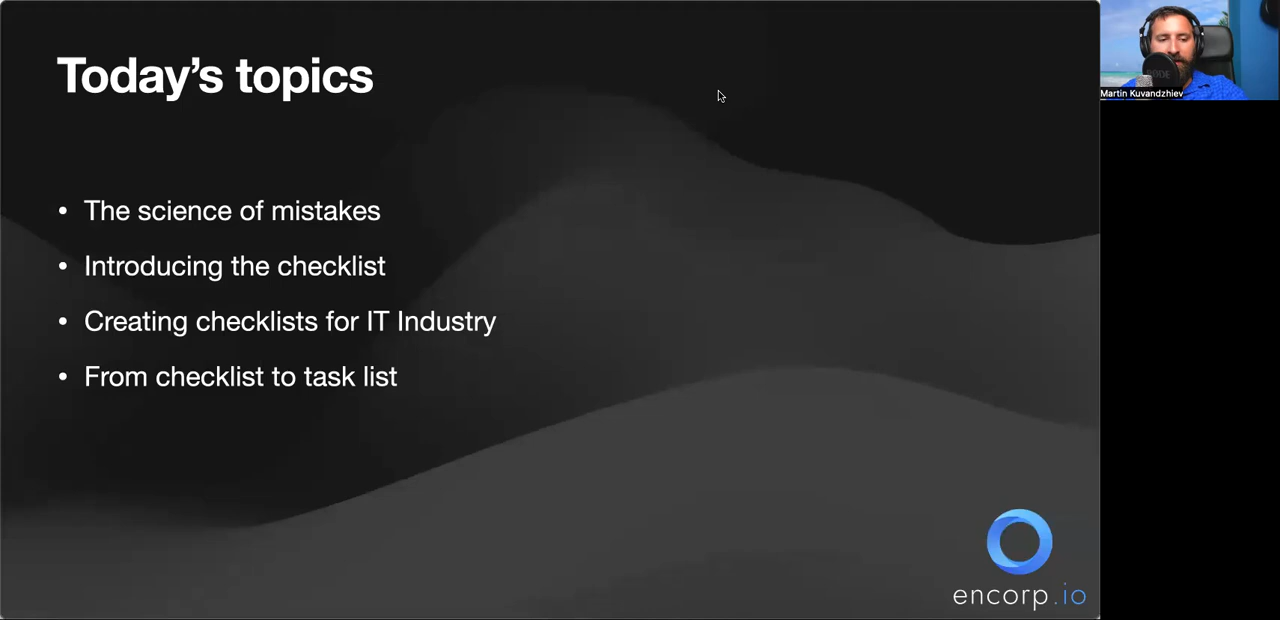 Today's topics
• The science of mistakes
• Introducing the checklist
• Creating checklists for IT Industry
• From checklist to task list
encorp.io
Martin Kuvandzhiev